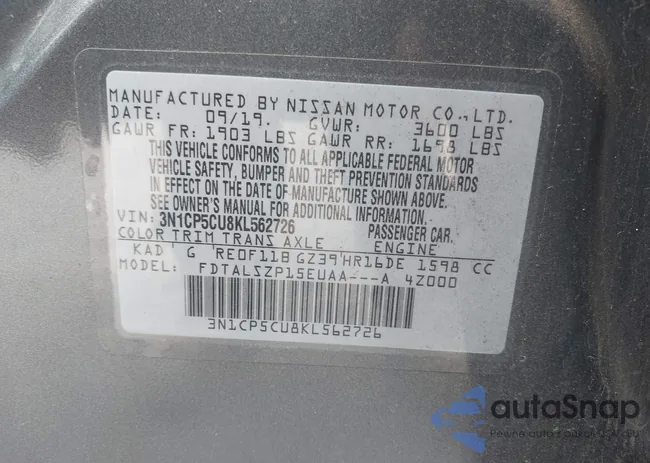 MANUFACTURED BY NISSAN MOTOR CO.,LTD.
DATE: 09/19. GVWR: 3600 LBS
GAWR FR: 1903 LBS GAWR RR: 1698 LBS
THIS VEHICLE CONFORMS TO ALL APPLICABLE FEDERAL MOTOR
VEHICLE SAFETY, BUMPER AND THEFT PREVENTION STANDARDS
IN EFFECT ON THE DATE OF MANUFACTURE SHOWN ABOVE.
SEE OWNER'S MANUAL FOR ADDITIONAL INFORMATION.
VIN: 3N1CP5CU8KL562726 PASSENGER CAR.
COLOR TRIM TRANS AXLE ENGINE
KAD G RE0F11B GZ39 HR16DE 1598 CC
MODEL: FDTALSZP15EUAA---A 4Z000
3N1CP5CU8KL562726
autoSnap